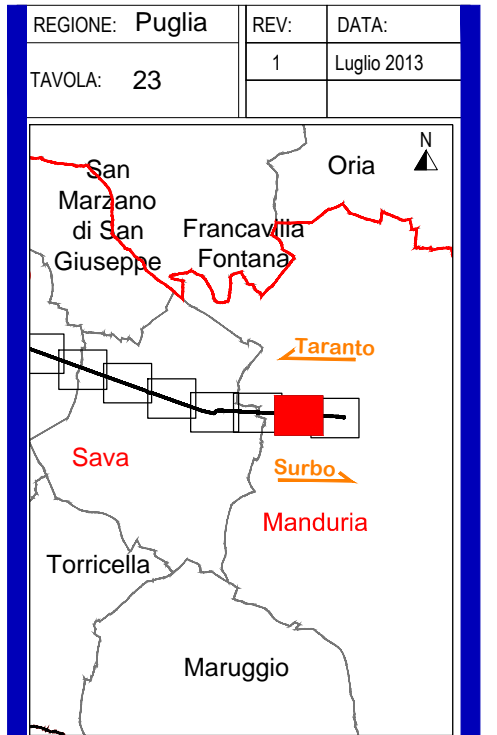 REGIONE: Puglia
REV: DATA:
1 Luglio 2013
TAVOLA: 23
N
San
Marzano
di San
Giuseppe
Oria
Francavilla
Fontana
Taranto
Sava
Surbo
Manduria
Torricella
Maruggio